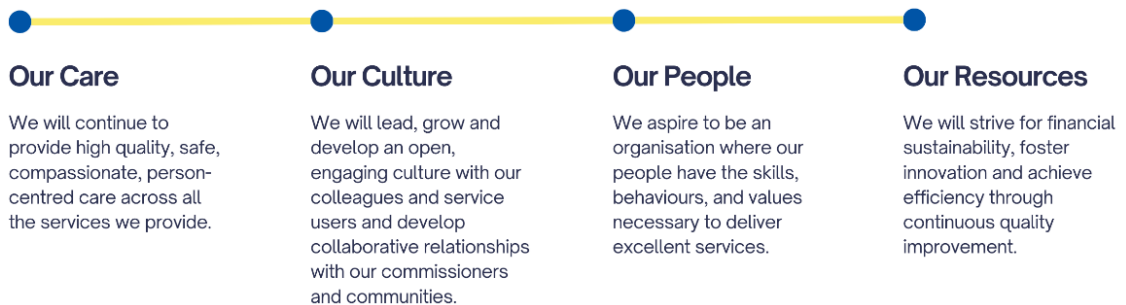 Our Care
We will continue to
provide high quality, safe,
compassionate, person-
centred care across all
the services we provide.
Our Culture
We will lead, grow and
develop an open,
engaging culture with our
colleagues and service
users and develop
collaborative relationships
with our commissioners
and communities.
Our People
We aspire to be an
organisation where our
people have the skills,
behaviours, and values
necessary to deliver
excellent services.
Our Resources
We will strive for financial
sustainability, foster
innovation and achieve
efficiency through
continuous quality
improvement.